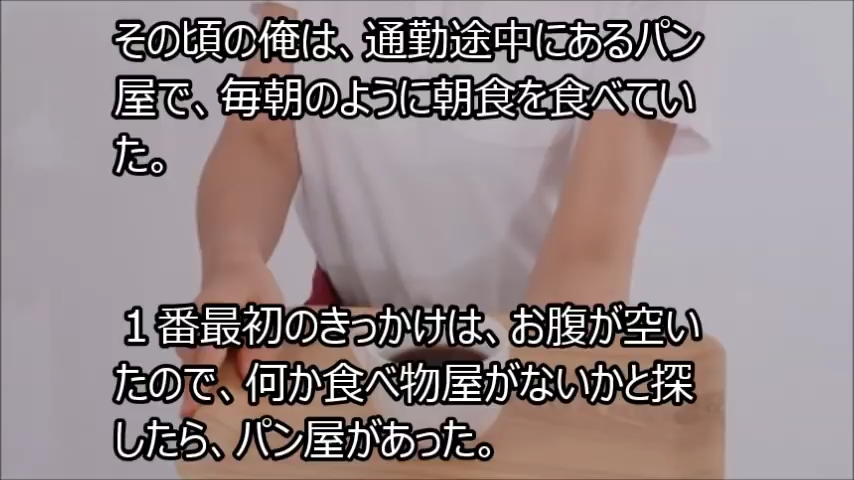 その頃の俺は、通勤途中にあるパン
屋で、毎朝のように朝食を食べてい
た。
１番最初のきっかけは、お腹が空い
たので、何か食べ物屋がないかと探
したら、パン屋があった。